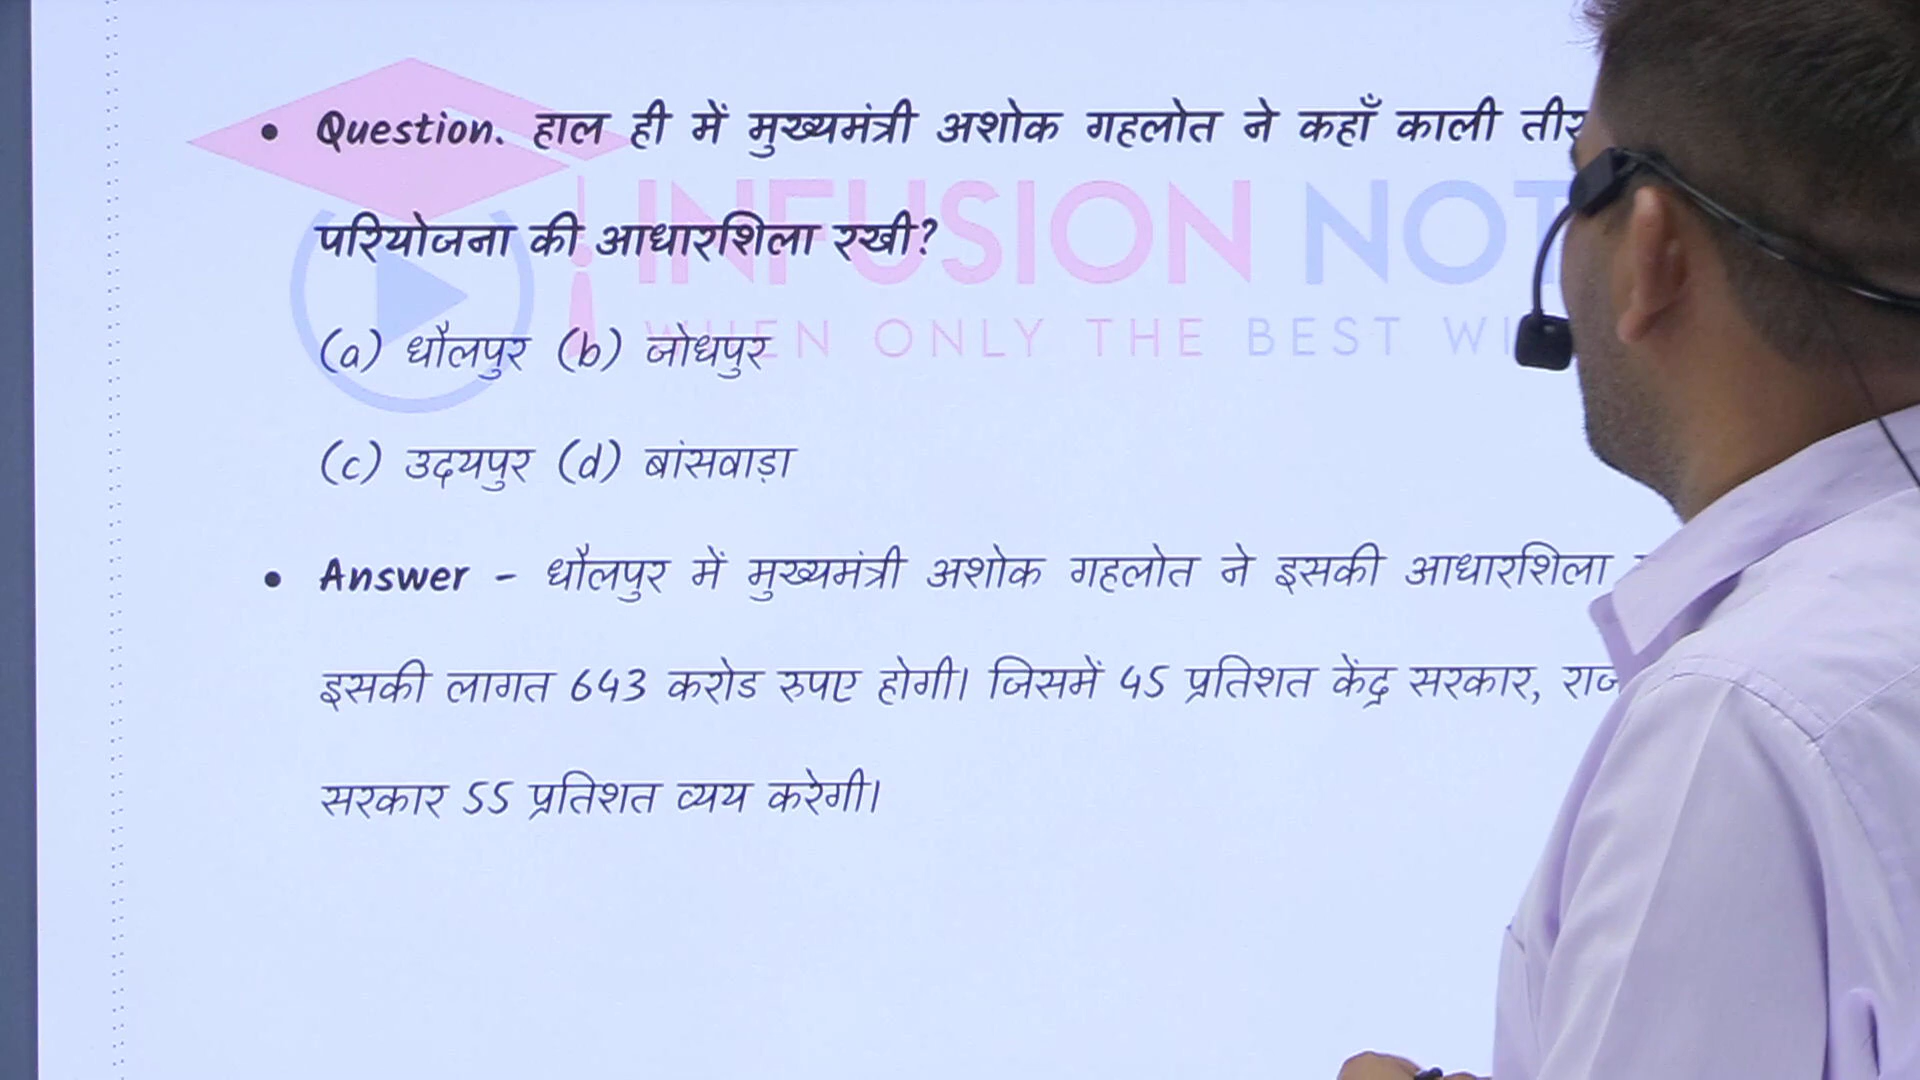 • Question. हाल ही में मुख्यमंत्री अशोक गहलोत ने कहाँ काली
परियोजना की आधारशिला रखी?
INFUSION
(a) धौलपुर (b) जोधपुर
ONLY THE BEST
(c) उदयपुर (d) बांसवाड़ा
• Answer - धौलपुर में मुख्यमंत्री अशोक गहलोत ने इसकी आधारशिला
इसकी लागत 643 करोड रुपए होगी। जिसमें 45 प्रतिशत केंद्र सरकार,
सरकार 55 प्रतिशत व्यय करेगी।